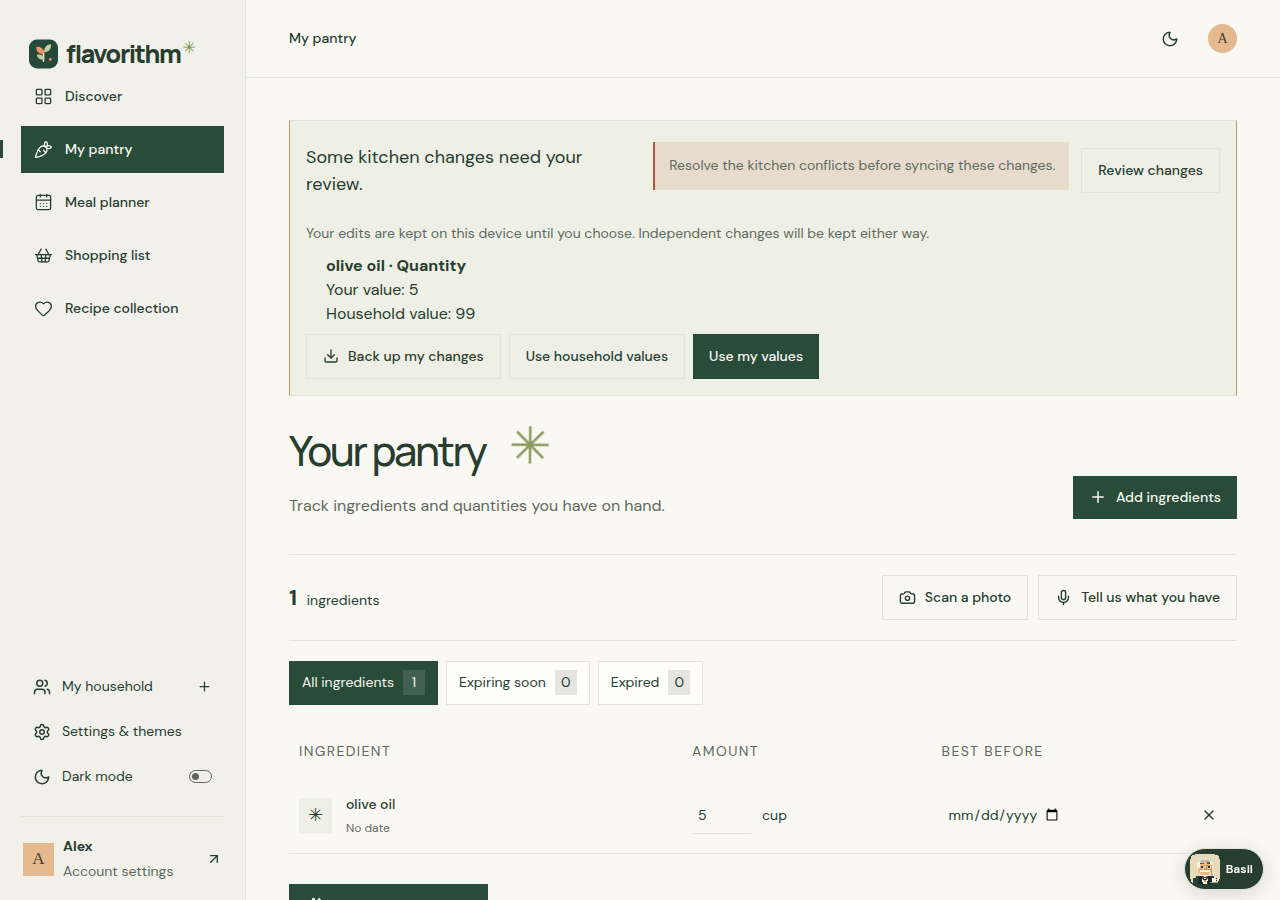 flavorithm
Discover
My pantry
Meal planner
Shopping list
Recipe collection
My household
Settings & themes
Dark mode
A
Alex
Account settings
My pantry
A
Some kitchen changes need your
review.
Resolve the kitchen conflicts before syncing these changes.
Review changes
Your edits are kept on this device until you choose. Independent changes will be kept either way.
olive oil · Quantity
Your value: 5
Household value: 99
Back up my changes
Use household values
Use my values
Your pantry
Track ingredients and quantities you have on hand.
Add ingredients
1 ingredients
Scan a photo
Tell us what you have
All ingredients 1
Expiring soon 0
Expired 0
INGREDIENT
AMOUNT
BEST BEFORE
olive oil
No date
5 cup
mm/dd/yyyy
Basil